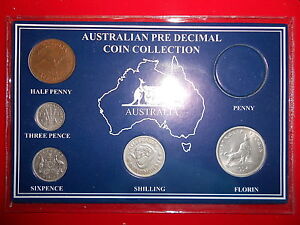 AUSTRALIAN PRE DECIMAL
COIN COLLECTION
HALF PENNY
PENNY
THREE PENCE
AUSTRALIA
SIXPENCE
SHILLING
FLORIN